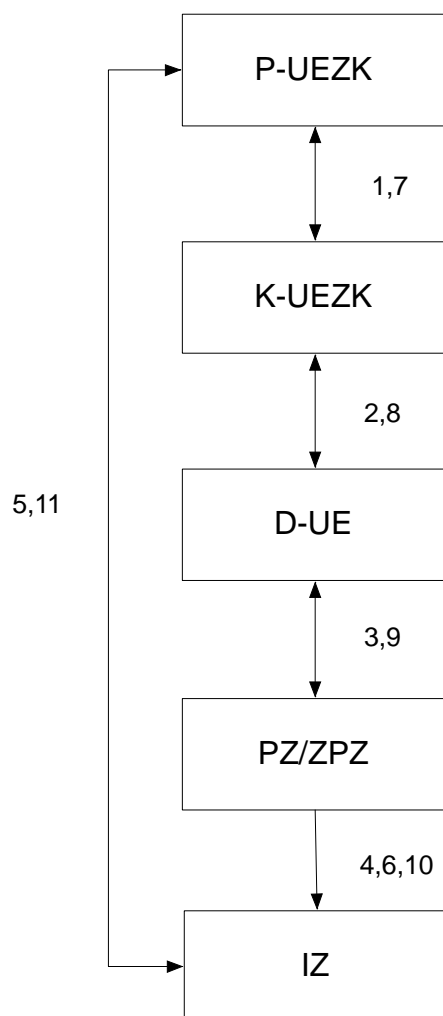 P-UEZK
1,7
K-UEZK
2,8
5,11
D-UE
3,9
PZ/ZPZ
4,6,10
IZ